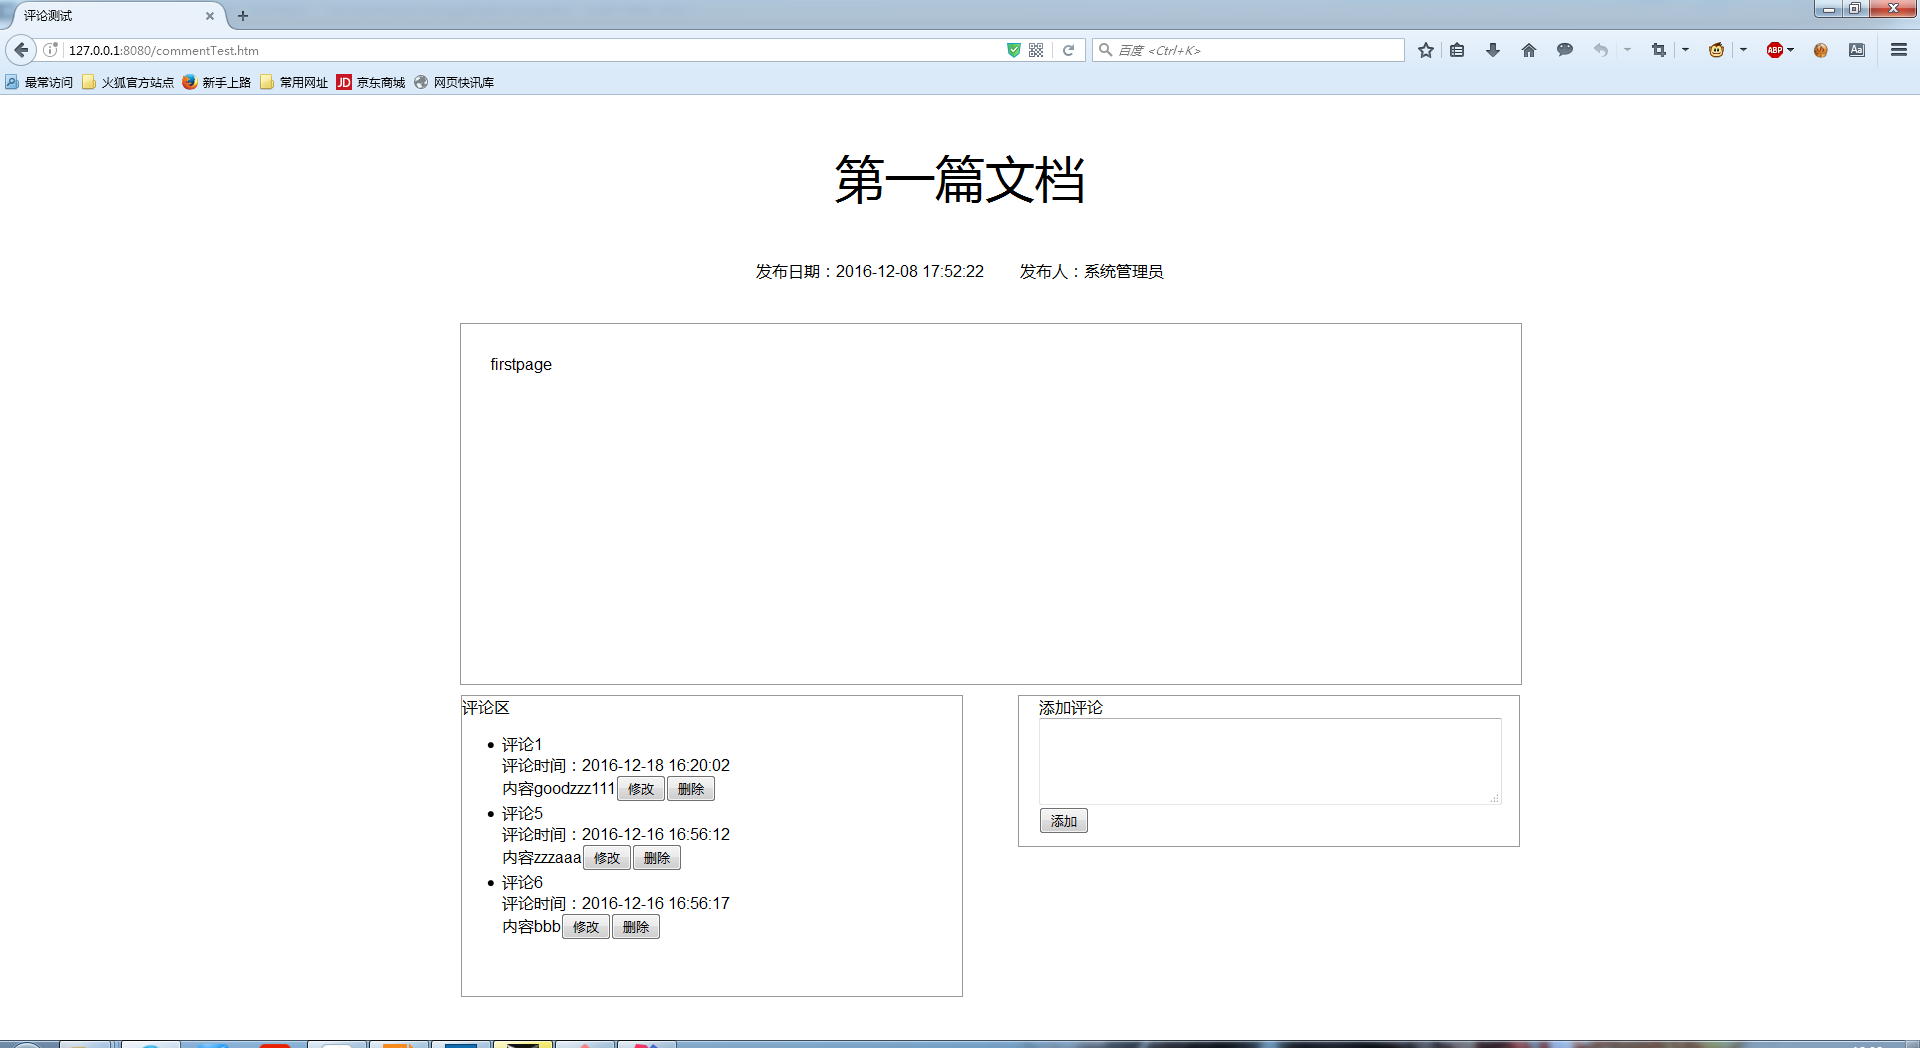 评论测试
127.0.0.1:8080/commentTest.htm
百度 <Ctrl+K>
ABP
Aa
最常访问 火狐官方站点 新手上路 常用网址 JD 京东商城 网页快讯库
第一篇文档
发布日期：2016-12-08 17:52:22 发布人：系统管理员
firstpage
评论区
评论1
评论时间：2016-12-18 16:20:02
内容goodzzz111 修改 删除
评论5
评论时间：2016-12-16 16:56:12
内容zzzaaa 修改 删除
评论6
评论时间：2016-12-16 16:56:17
内容bbb 修改 删除
添加评论
添加